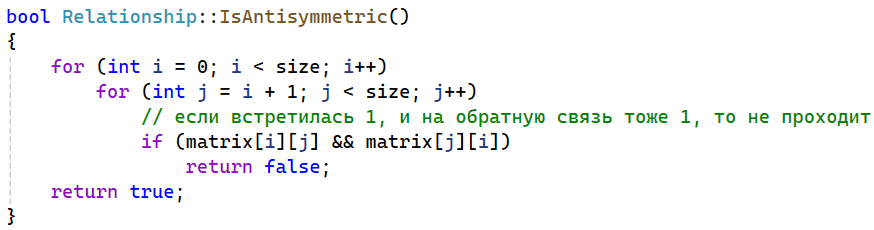 bool Relationship::IsAntisymmetric()
{
    for (int i = 0; i < size; i++)
        for (int j = i + 1; j < size; j++)
            // если встретилась 1, и на обратную связь тоже 1, то не проходит
            if (matrix[i][j] && matrix[j][i])
                return false;
    return true;
}